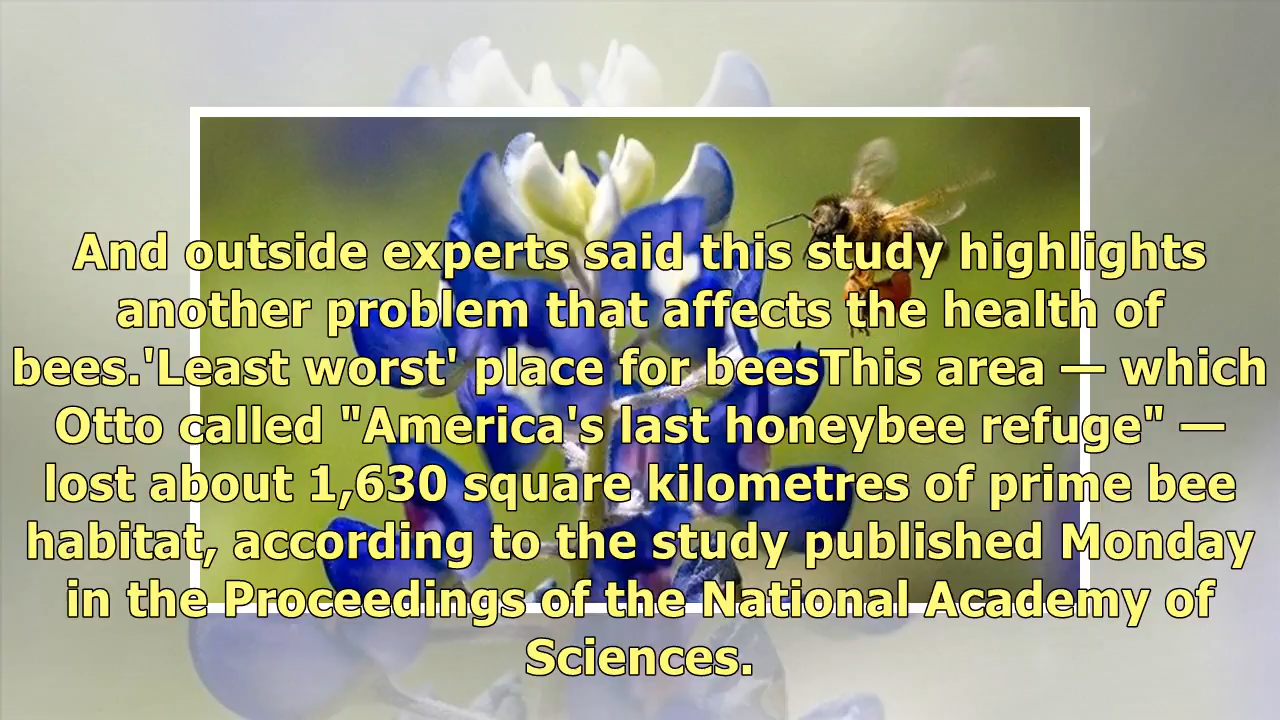 And outside experts said this study highlights
another problem that affects the health of
bees.'Least worst' place for beesThis area — which
Otto called "America's last honeybee refuge" —
lost about 1,630 square kilometres of prime bee
habitat, according to the study published Monday
in the Proceedings of the National Academy of
Sciences.